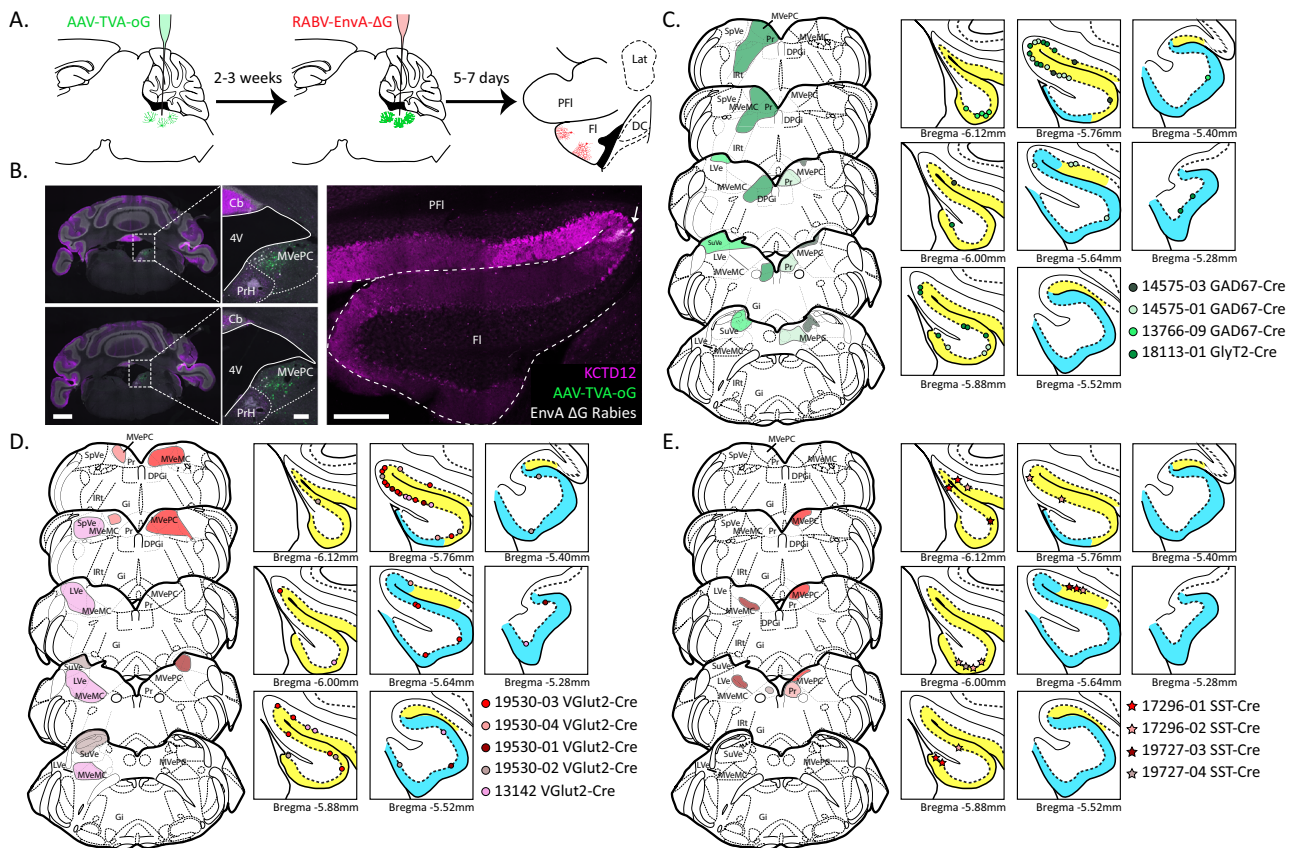 A.
AAV-TVA-oG
2-3 weeks
RABV-EnvA-ΔG
5-7 days
Lat
PFl
Fl
DC
B.
Cb
4V
MVePC
PrH
Cb
4V
MVePC
PrH
PFl
Fl
KCTD12
AAV-TVA-oG
EnvA ΔG Rabies
C.
MVePC
SpVe
Pr
MVeMC
DPGi
IRt
SpVe
MVePC
MVeMC
Pr
DPGi
IRt
LVe
MVePC
MVeMC
Pr
DPGi
SuVe
LVe
MVePC
MVeMC
Pr
Gi
SuVe
LVe
MVePC
MVeMC
IRt
Gi
Bregma -6.12mm
Bregma -5.76mm
Bregma -5.40mm
Bregma -6.00mm
Bregma -5.64mm
Bregma -5.28mm
Bregma -5.88mm
Bregma -5.52mm
14575-03 GAD67-Cre
14575-01 GAD67-Cre
13766-09 GAD67-Cre
18113-01 GlyT2-Cre
D.
MVePC
SpVe
Pr
MVeMC
DPGi
IRt
Gi
SpVe
MVePC
MVeMC
Pr
DPGi
IRt
Gi
LVe
MVePC
MVeMC
Pr
Gi
SuVe
LVe
MVePC
MVeMC
Pr
Gi
SuVe
LVe
MVePC
MVeMC
Gi
Bregma -6.12mm
Bregma -5.76mm
Bregma -5.40mm
Bregma -6.00mm
Bregma -5.64mm
Bregma -5.28mm
Bregma -5.88mm
Bregma -5.52mm
19530-03 VGlut2-Cre
19530-04 VGlut2-Cre
19530-01 VGlut2-Cre
19530-02 VGlut2-Cre
13142 VGlut2-Cre
E.
MVePC
SpVe
Pr
MVeMC
DPGi
IRt
Gi
SpVe
MVePC
MVeMC
Pr
DPGi
IRt
Gi
LVe
MVePC
MVeMC
Pr
DPGi
IRt
Gi
SuVe
LVe
MVePC
MVeMC
Pr
IRt
Gi
SuVe
LVe
MVePC
MVeMC
Gi
Bregma -6.12mm
Bregma -5.76mm
Bregma -5.40mm
Bregma -6.00mm
Bregma -5.64mm
Bregma -5.28mm
Bregma -5.88mm
Bregma -5.52mm
17296-01 SST-Cre
17296-02 SST-Cre
19727-03 SST-Cre
19727-04 SST-Cre